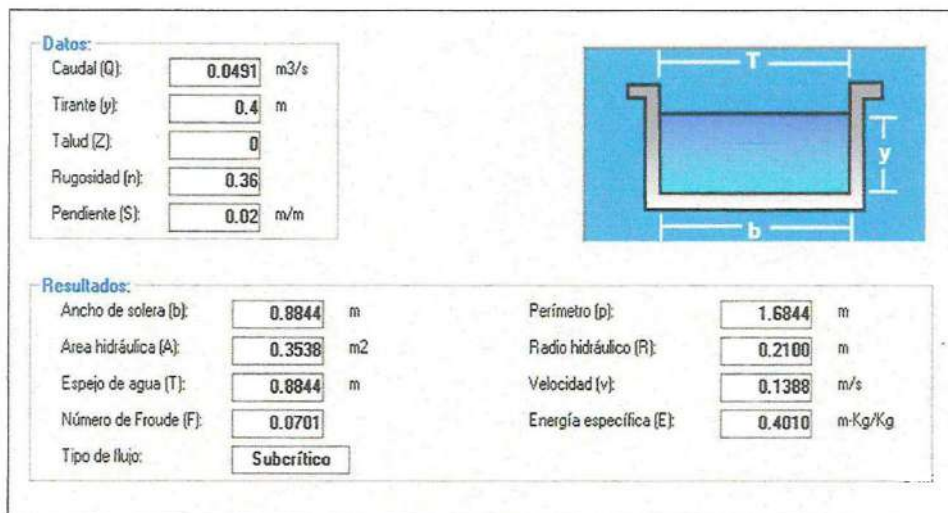 Datos:
Caudal (Q): 0.0491 m3/s
Tirante (y): 0.4 m
Talud (Z): 0
Rugosidad (n): 0.36
Pendiente (S): 0.02 m/m
T
y
b
Resultados:
Ancho de solera (b): 0.8844 m
Perímetro (p): 1.6844 m
Area hidráulica (A): 0.3538 m2
Radio hidráulico (R): 0.2100 m
Espejo de agua (T): 0.8844 m
Velocidad (v): 0.1388 m/s
Número de Froude (F): 0.0701
Energía específica (E): 0.4010 m-Kg/Kg
Tipo de flujo: Subcrítico